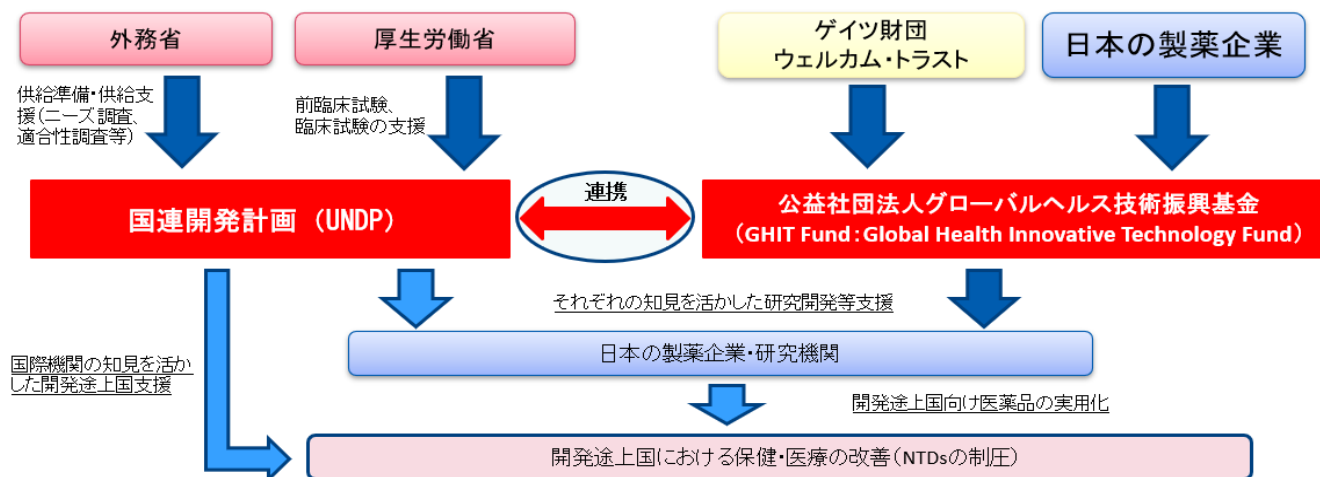 外務省
厚生労働省
ゲイツ財団
ウェルカム・トラスト
日本の製薬企業
供給準備・供給支
援(ニーズ調査、
適合性調査等)
前臨床試験、
臨床試験の支援
国連開発計画（UNDP）
連携
公益社団法人グローバルヘルス技術振興基金
（GHIT Fund：Global Health Innovative Technology Fund）
それぞれの知見を活かした研究開発等支援
日本の製薬企業・研究機関
国際機関の知見を活か
した開発途上国支援
開発途上国向け医薬品の実用化
開発途上国における保健・医療の改善（NTDsの制圧）